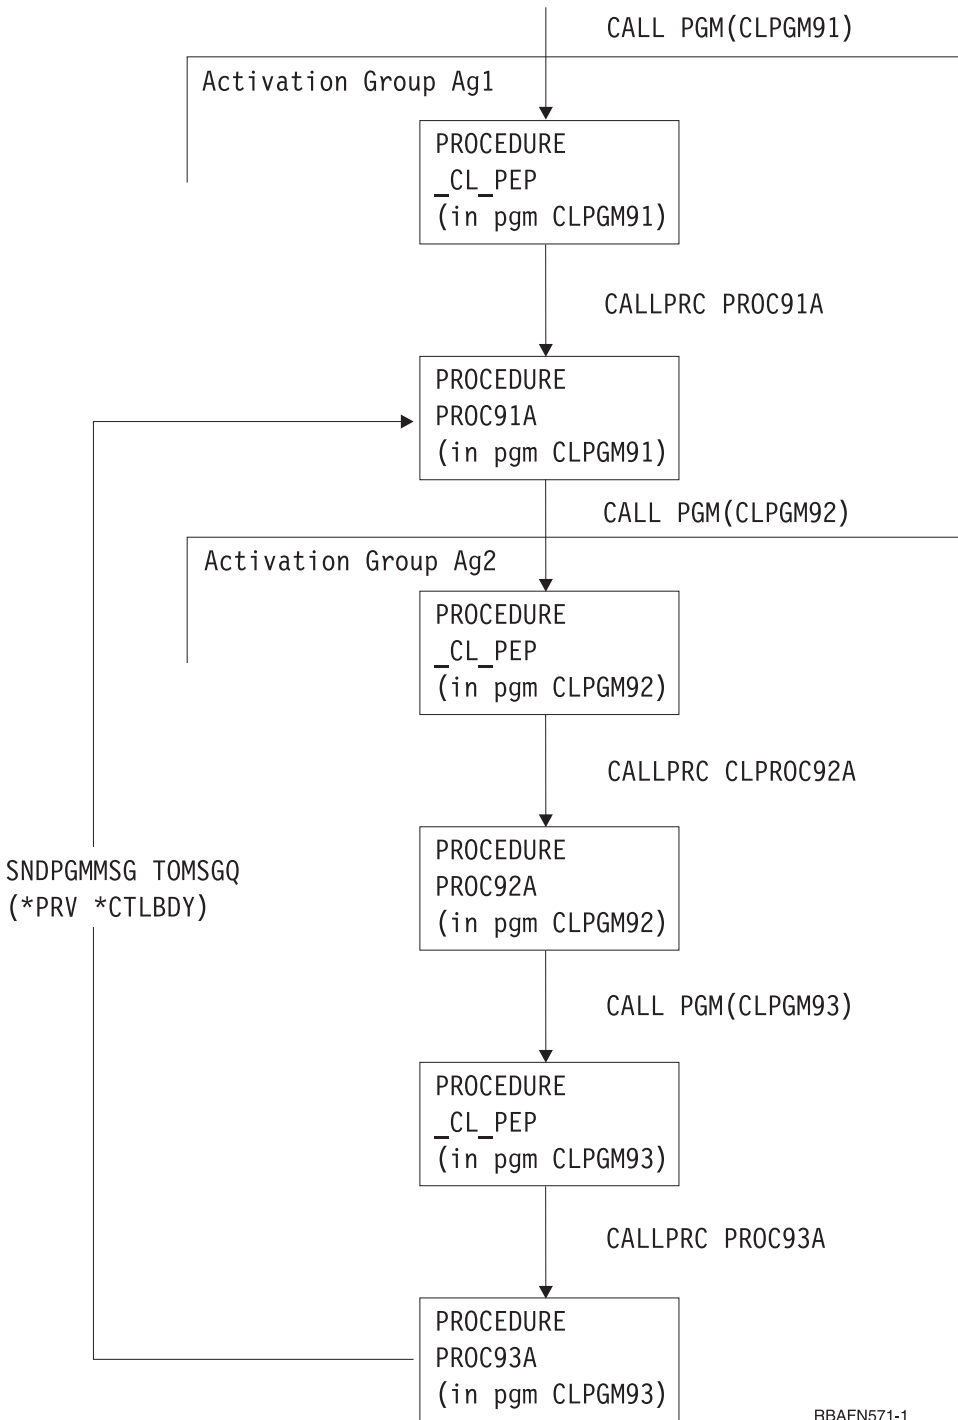 CALL PGM(CLPGM91)
Activation Group Ag1
PROCEDURE
_CL_PEP
(in pgm CLPGM91)
CALLPRC PROC91A
PROCEDURE
PROC91A
(in pgm CLPGM91)
CALL PGM(CLPGM92)
Activation Group Ag2
PROCEDURE
_CL_PEP
(in pgm CLPGM92)
CALLPRC CLPROC92A
SNDPGMMSG TOMSGQ
(*PRV *CTLBDY)
PROCEDURE
PROC92A
(in pgm CLPGM92)
CALL PGM(CLPGM93)
PROCEDURE
_CL_PEP
(in pgm CLPGM93)
CALLPRC PROC93A
PROCEDURE
PROC93A
(in pgm CLPGM93)
RBAFN571-1